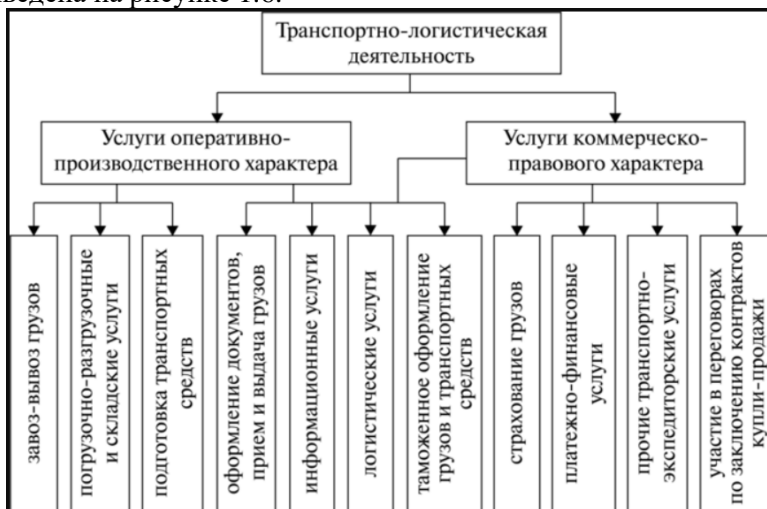 ведена на рисунке 1.6.
Транспортно-логистическая
деятельность
Услуги оперативно-
производственного характера
Услуги коммерческо-
правового характера
завоз-вывоз грузов
погрузочно-разгрузочные
и складские услуги
подготовка транспортных
средств
оформление документов,
прием и выдача грузов
информационные услуги
логистические услуги
таможенное оформление
грузов и транспортных
средств
страхование грузов
платежно-финансовые
услуги
прочие транспортно-
экспедиторские услуги
участие в переговорах
по заключению контрактов
купли-продажи